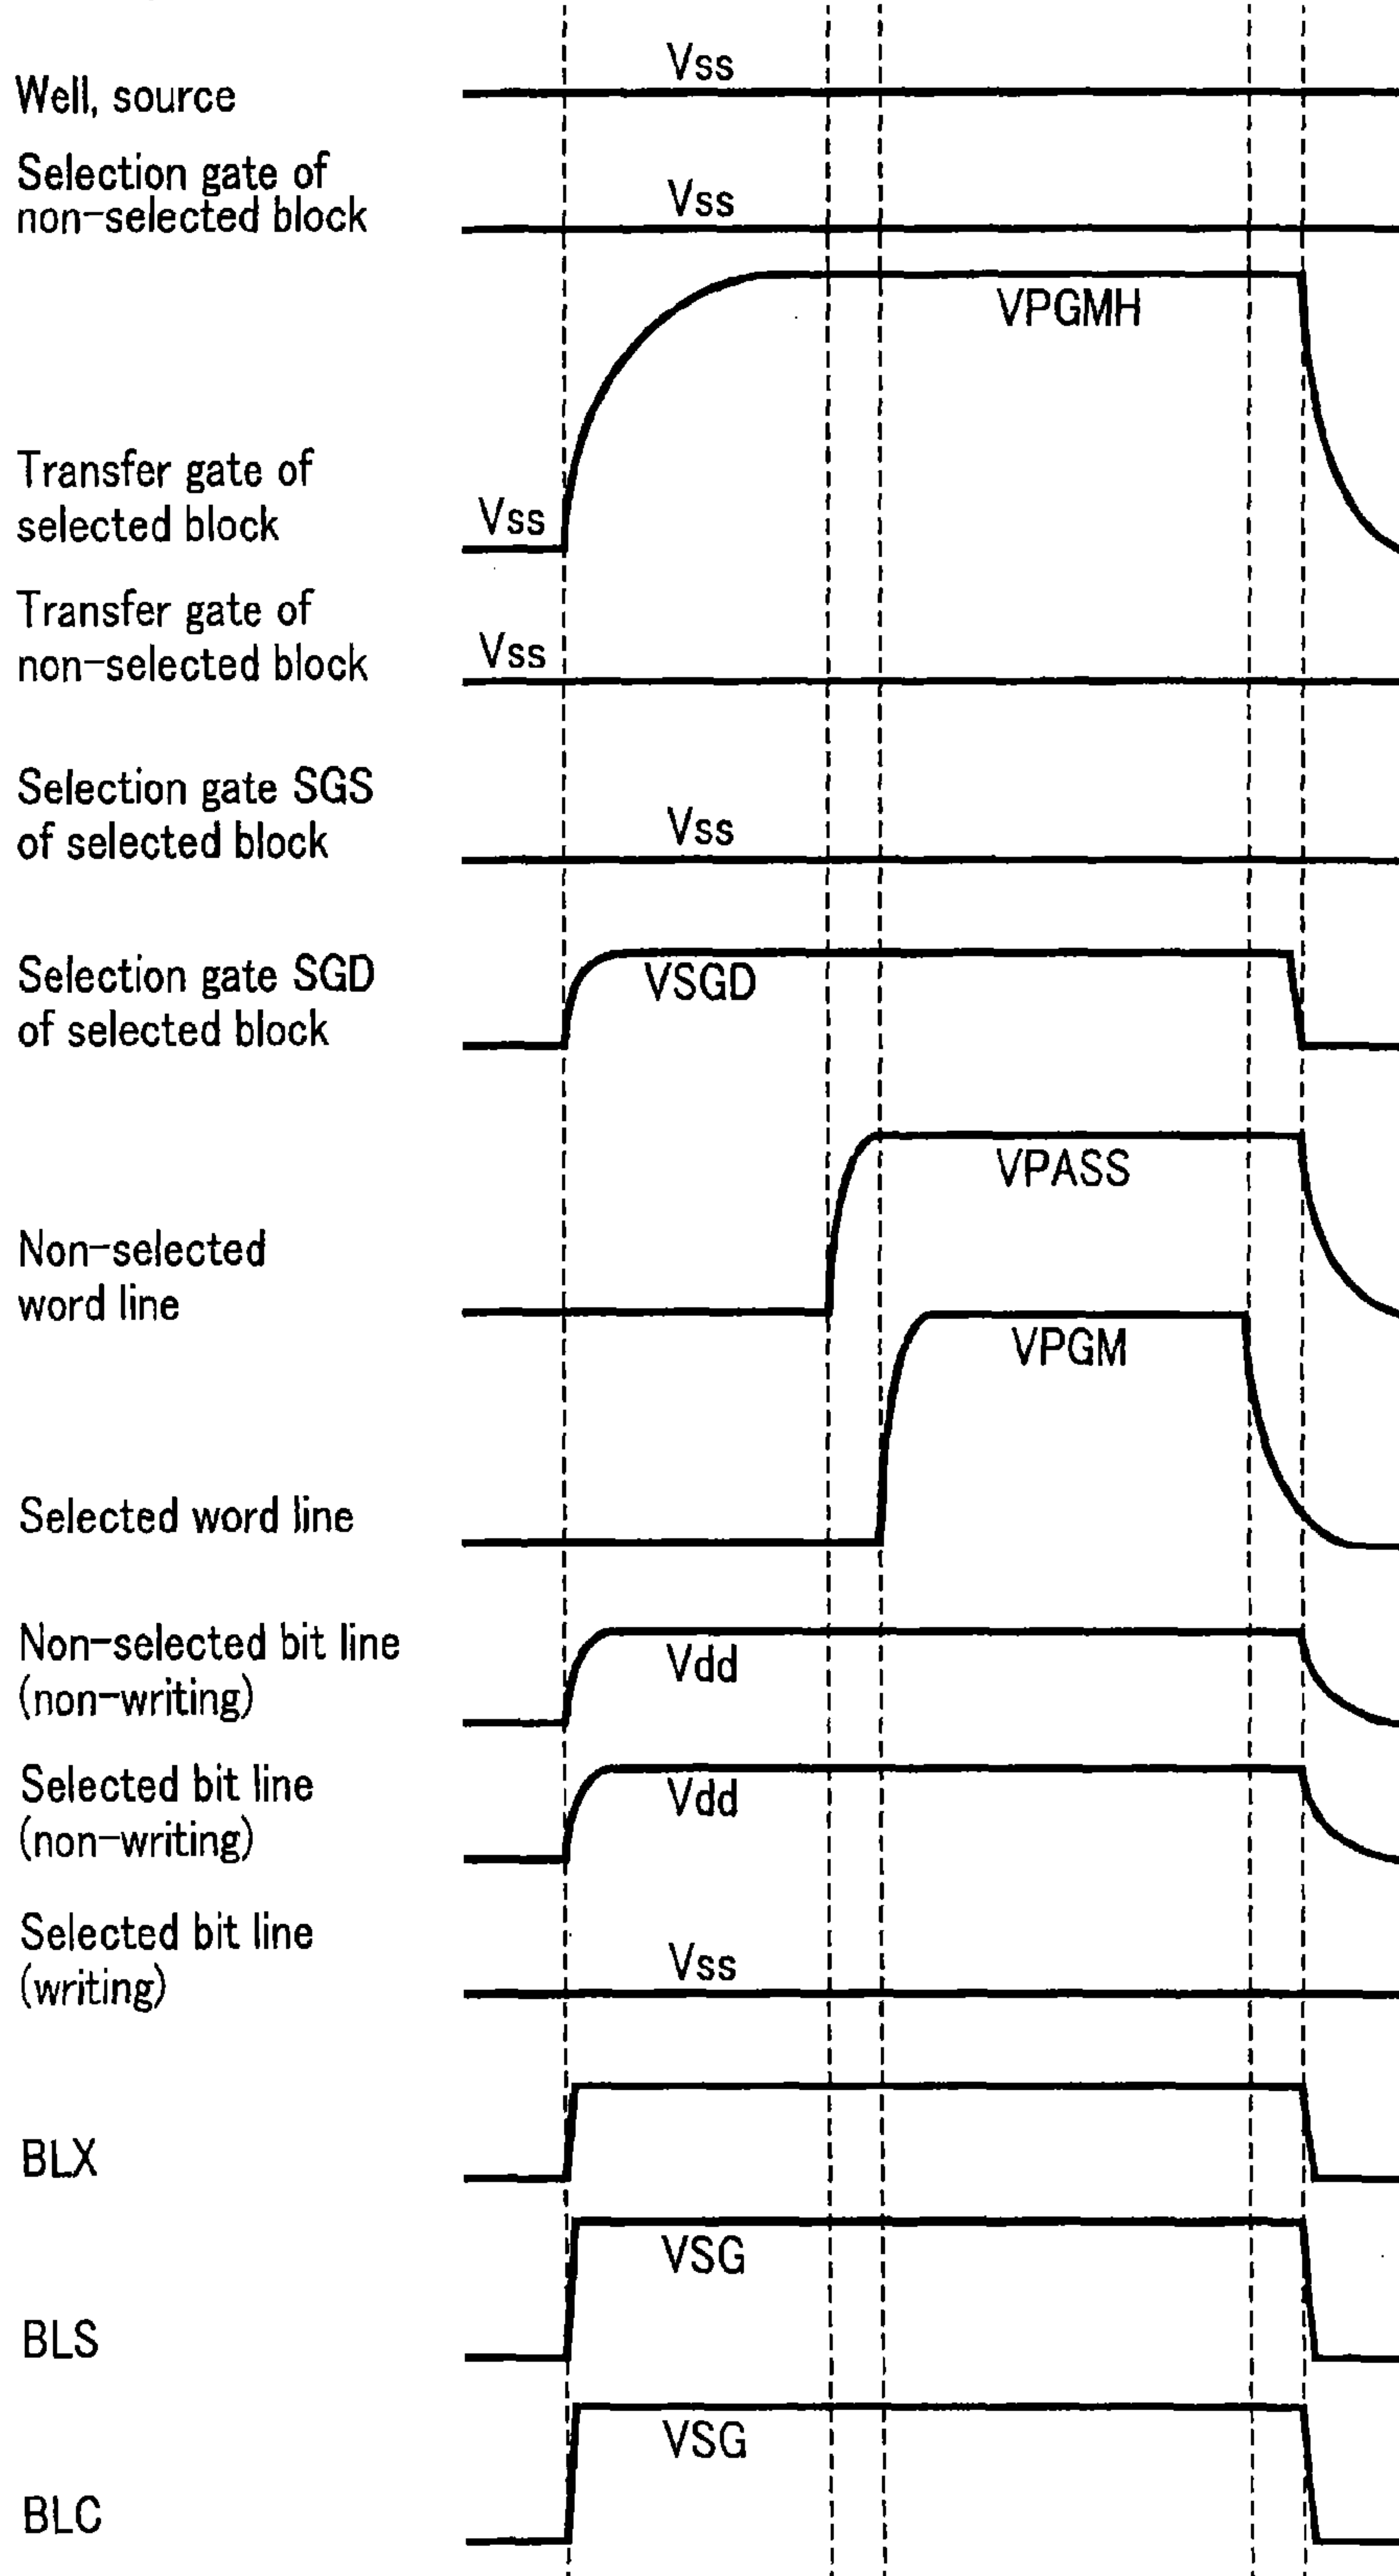 Vss
Well, source
Selection gate of
non-selected block
Vss
VPGMH
Transfer gate of
selected block
Vss
Transfer gate of
non-selected block
Vss
Selection gate SGS
of selected block
Vss
Selection gate SGD
of selected block
VSGD
VPASS
Non-selected
word line
VPGM
Selected word line
Non-selected bit line
(non-writing)
Vdd
Selected bit line
(non-writing)
Vdd
Selected bit line
(writing)
Vss
BLX
VSG
BLS
VSG
BLC